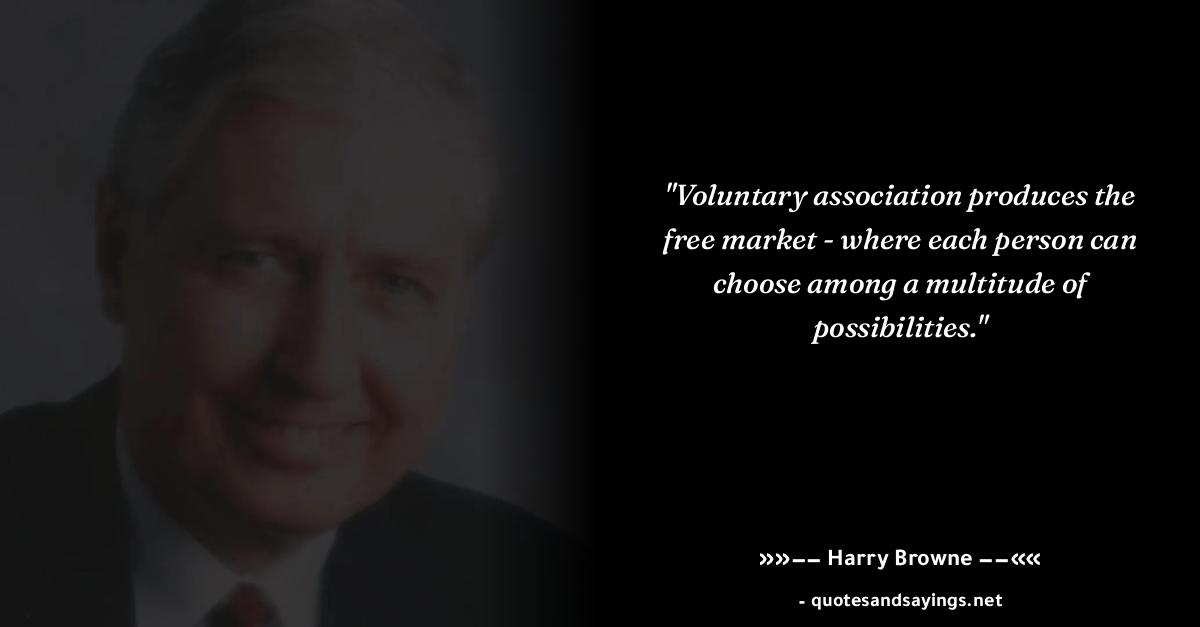 "Voluntary association produces the
free market - where each person can
choose among a multitude of
possibilities."
»»−− Harry Browne −−««
- quotesandsayings.net